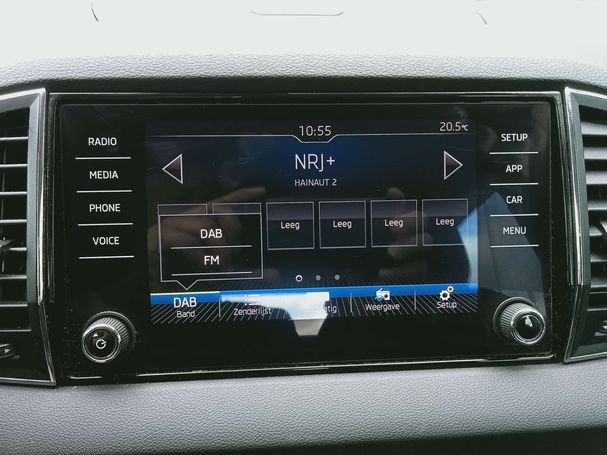 10:55
20.5°C
RADIO
MEDIA
PHONE
VOICE
NRJ+
HAINAUT 2
Leeg
Leeg
Leeg
Leeg
DAB
FM
DAB
Band
Zenderlijst
Weergave
Setup
SETUP
APP
CAR
MENU